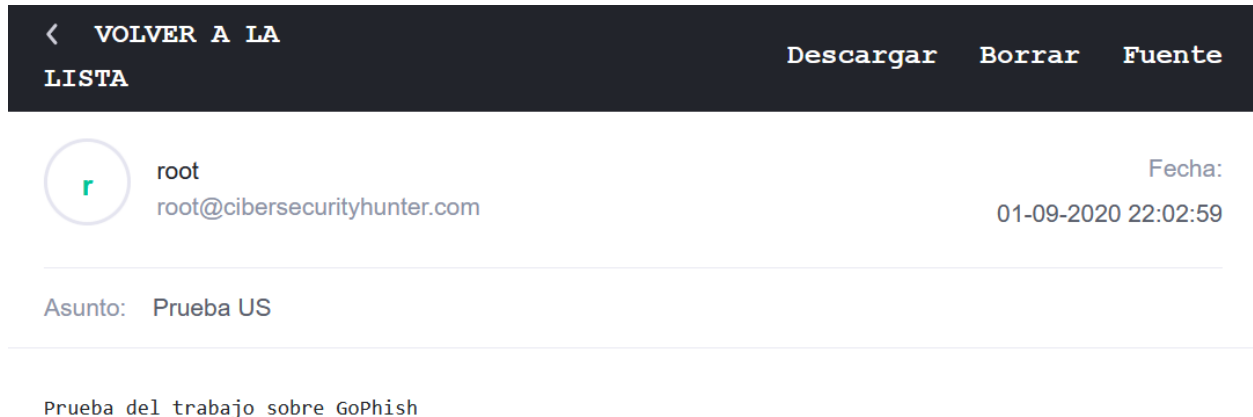 VOLVER A LA
LISTA
Descargar Borrar Fuente
r
root
root@cibersecurityhunter.com
Fecha:
01-09-2020 22:02:59
Asunto: Prueba US
Prueba del trabajo sobre GoPhish